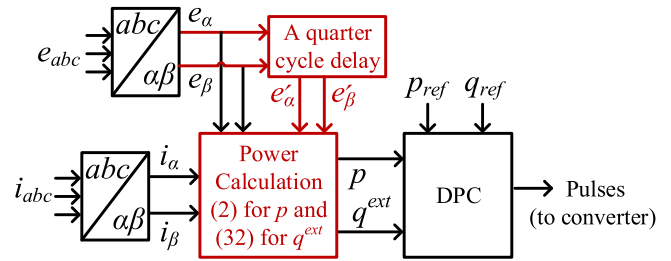 abc
αβ
e_abc
e_α
e_β
A quarter
cycle delay
e′_α
e′_β
p_ref
q_ref
abc
αβ
i_abc
i_α
i_β
Power
Calculation
(2) for p and
(32) for q^ext
p
q^ext
DPC
Pulses
(to converter)